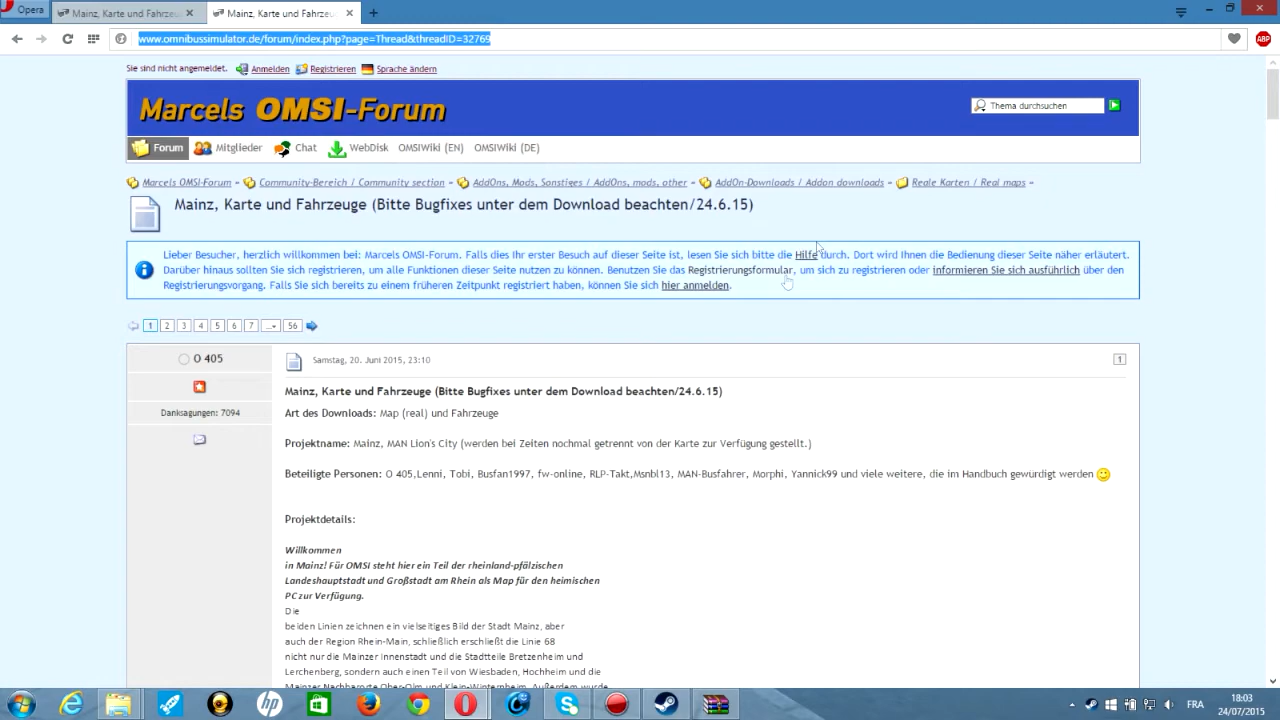 Opera
Mainz, Karte und Fahrzeuge
Mainz, Karte und Fahrzeuge
www.omnibussimulator.de/forum/index.php?page=Thread&threadID=32769
ABP
Sie sind nicht angemeldet. Anmelden Registrieren Sprache ändern
Marcels OMSI-Forum
Thema durchsuchen
Forum Mitglieder Chat WebDisk OMSIWiki (EN) OMSIWiki (DE)
Marcels OMSI-Forum » Community-Bereich / Community section » AddOns, Mods, Sonstiges / AddOns, mods, other » AddOn-Downloads / Addon downloads » Reale Karten / Real maps »
Mainz, Karte und Fahrzeuge (Bitte Bugfixes unter dem Download beachten/24.6.15)
Lieber Besucher, herzlich willkommen bei: Marcels OMSI-Forum. Falls dies Ihr erster Besuch auf dieser Seite ist, lesen Sie sich bitte die Hilfe durch. Dort wird Ihnen die Bedienung dieser Seite näher erläutert.
Darüber hinaus sollten Sie sich registrieren, um alle Funktionen dieser Seite nutzen zu können. Benutzen Sie das Registrierungsformular, um sich zu registrieren oder informieren Sie sich ausführlich über den
Registrierungsvorgang. Falls Sie sich bereits zu einem früheren Zeitpunkt registriert haben, können Sie sich hier anmelden.
1 2 3 4 5 6 7 ... 56
O 405
Samstag, 20. Juni 2015, 23:10
1
Mainz, Karte und Fahrzeuge (Bitte Bugfixes unter dem Download beachten/24.6.15)
Danksagungen: 7094
Art des Downloads: Map (real) und Fahrzeuge
Projektname: Mainz, MAN Lion's City (werden bei Zeiten nochmal getrennt von der Karte zur Verfügung gestellt.)
Beteiligte Personen: O 405,Lenni, Tobi, Busfan1997, fw-online, RLP-Takt,Msnbl13, MAN-Busfahrer, Morphi, Yannick99 und viele weitere, die im Handbuch gewürdigt werden
Projektdetails:
Willkommen
in Mainz! Für OMSI steht hier ein Teil der rheinland-pfälzischen
Landeshauptstadt und Großstadt am Rhein als Map für den heimischen
PC zur Verfügung.
Die
beiden Linien zeichnen ein vielseitiges Bild der Stadt Mainz, aber
auch der Region Rhein-Main, schließlich erschließt die Linie 68
nicht nur die Mainzer Innenstadt und die Stadtteile Bretzenheim und
Lerchenberg, sondern auch einen Teil von Wiesbaden, Hochheim und die
Mainzer Nachbarorte Ober-Olm und Klein-Winternheim. Außerdem wurde
hp
FRA
18:03
24/07/2015